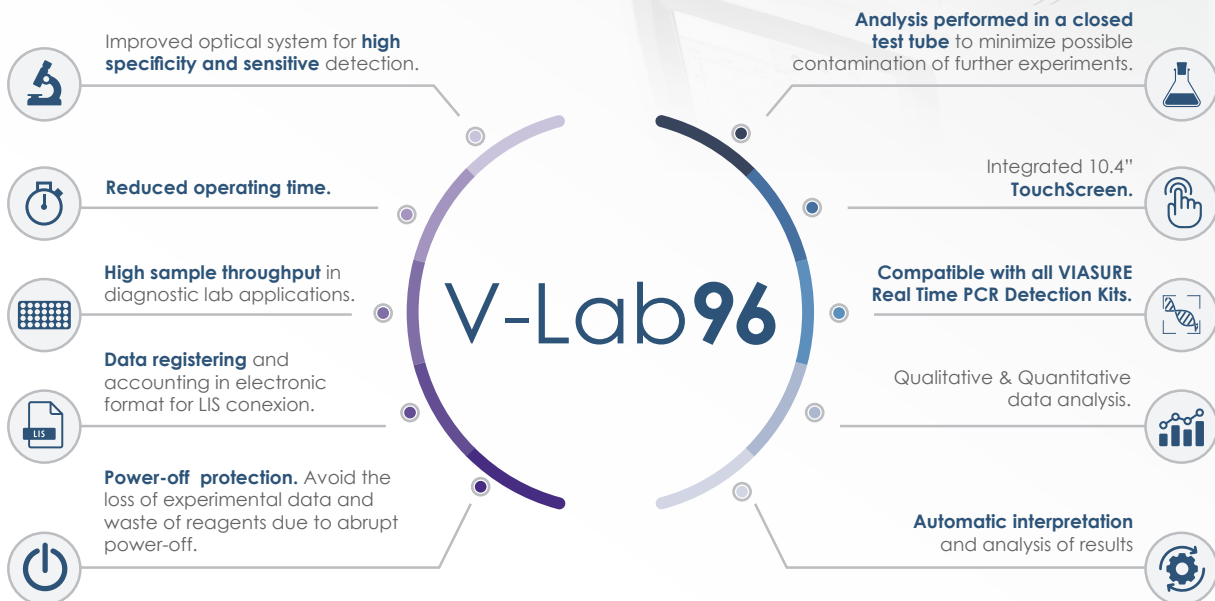 Improved optical system for high
specificity and sensitive detection.
Reduced operating time.
High sample throughput in
diagnostic lab applications.
Data registering and
accounting in electronic
format for LIS conexion.
LIS
Power-off protection. Avoid the
loss of experimental data and
waste of reagents due to abrupt
power-off.
V-Lab96
Analysis performed in a closed
test tube to minimize possible
contamination of further experiments.
Integrated 10.4”
TouchScreen.
Compatible with all VIASURE
Real Time PCR Detection Kits.
Qualitative & Quantitative
data analysis.
Automatic interpretation
and analysis of results